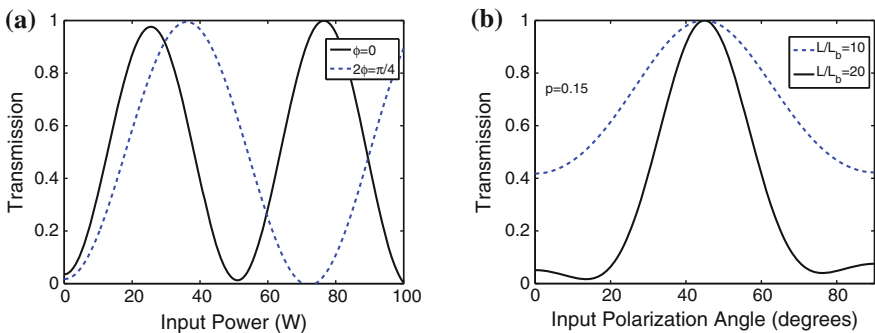 (a)
1
0.8
0.6
0.4
0.2
0
0 20 40 60 80 100
Transmission
Input Power (W)
ϕ=0
2ϕ=π/4
(b)
1
0.8
0.6
0.4
0.2
0
0 20 40 60 80
Transmission
Input Polarization Angle (degrees)
p=0.15
L/L_b=10
L/L_b=20